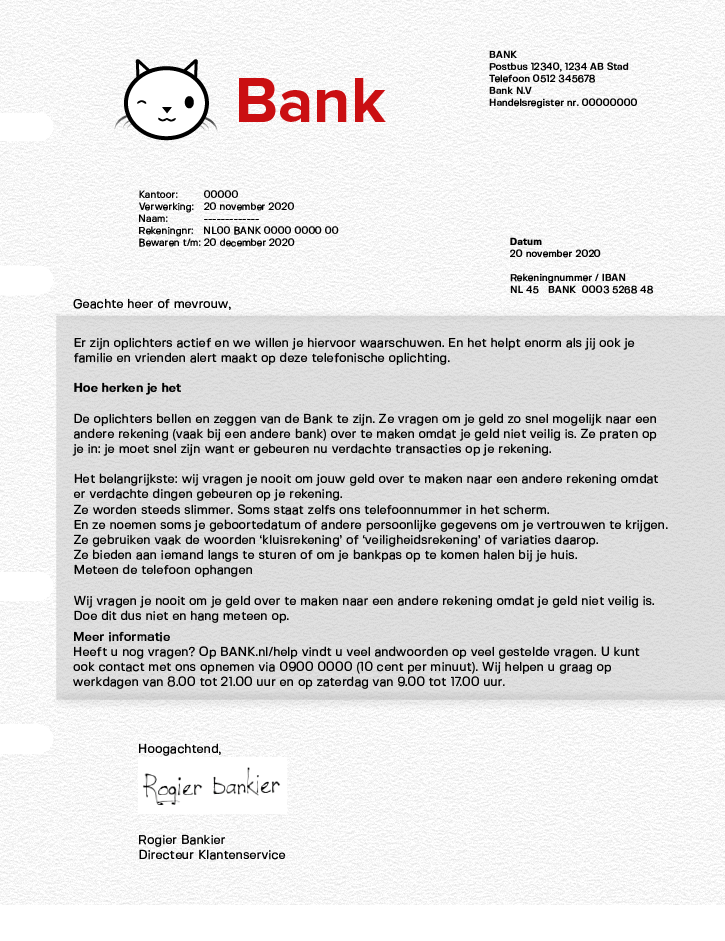 Bank
BANK
Postbus 12340, 1234 AB Stad
Telefoon 0512 345678
Bank N.V
Handelsregister nr. 00000000
Kantoor: 00000
Verwerking: 20 november 2020
Naam: -------------
Rekeningnr: NL00 BANK 0000 0000 00
Bewaren t/m: 20 december 2020
Datum
20 november 2020
Rekeningnummer / IBAN
NL 45 BANK 0003 5268 48
Geachte heer of mevrouw,
Er zijn oplichters actief en we willen je hiervoor waarschuwen. En het helpt enorm als jij ook je
familie en vrienden alert maakt op deze telefonische oplichting.
Hoe herken je het
De oplichters bellen en zeggen van de Bank te zijn. Ze vragen om je geld zo snel mogelijk naar een
andere rekening (vaak bij een andere bank) over te maken omdat je geld niet veilig is. Ze praten op
je in: je moet snel zijn want er gebeuren nu verdachte transacties op je rekening.
Het belangrijkste: wij vragen je nooit om jouw geld over te maken naar een andere rekening omdat
er verdachte dingen gebeuren op je rekening.
Ze worden steeds slimmer. Soms staat zelfs ons telefoonnummer in het scherm.
En ze noemen soms je geboortedatum of andere persoonlijke gegevens om je vertrouwen te krijgen.
Ze gebruiken vaak de woorden ‘kluisrekening’ of ‘veiligheidsrekening’ of variaties daarop.
Ze bieden aan iemand langs te sturen of om je bankpas op te komen halen bij je huis.
Meteen de telefoon ophangen
Wij vragen je nooit om je geld over te maken naar een andere rekening omdat je geld niet veilig is.
Doe dit dus niet en hang meteen op.
Meer informatie
Heeft u nog vragen? Op BANK.nl/help vindt u veel andwoorden op veel gestelde vragen. U kunt
ook contact met ons opnemen via 0900 0000 (10 cent per minuut). Wij helpen u graag op
werkdagen van 8.00 tot 21.00 uur en op zaterdag van 9.00 tot 17.00 uur.
Hoogachtend,
Rogier bankier
Rogier Bankier
Directeur Klantenservice